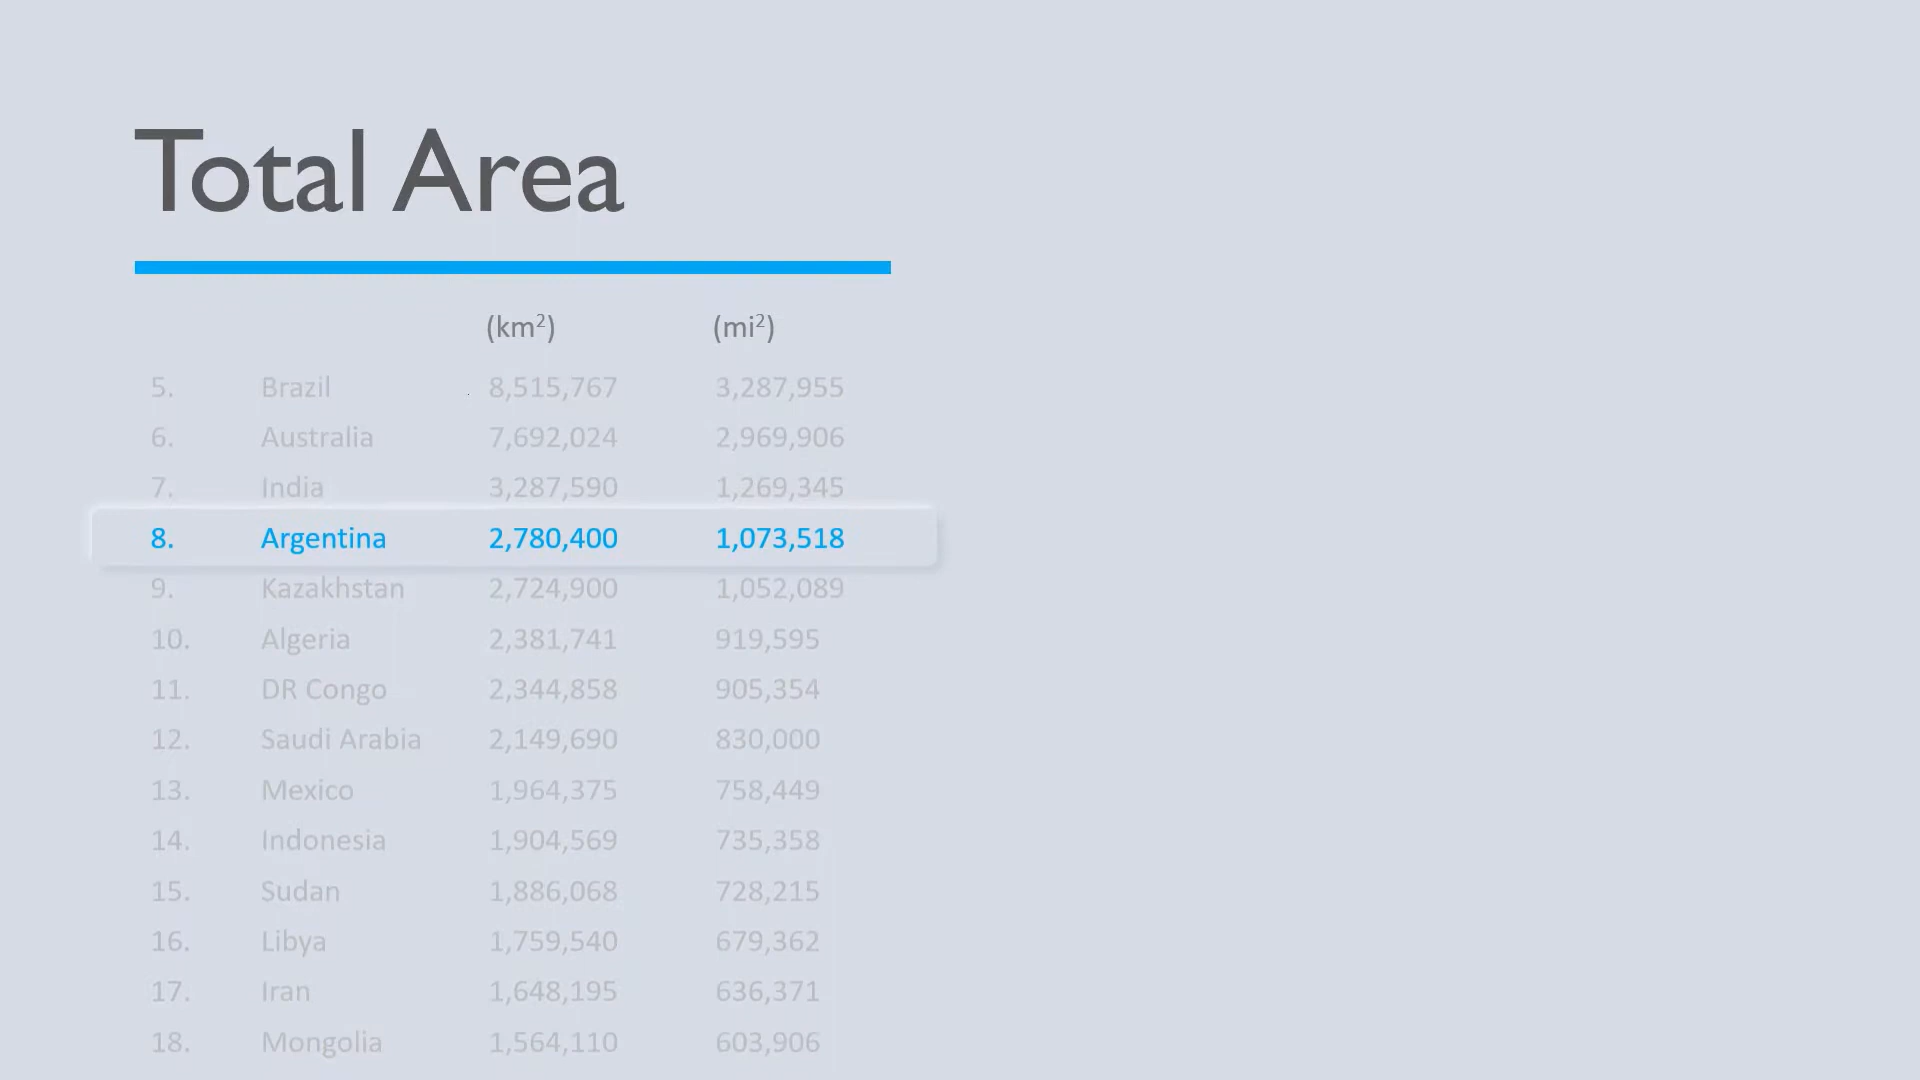 Total Area
(km²) (mi²)
5. Brazil 8,515,767 3,287,955
6. Australia 7,692,024 2,969,906
7. India 3,287,590 1,269,345
8. Argentina 2,780,400 1,073,518
9. Kazakhstan 2,724,900 1,052,089
10. Algeria 2,381,741 919,595
11. DR Congo 2,344,858 905,354
12. Saudi Arabia 2,149,690 830,000
13. Mexico 1,964,375 758,449
14. Indonesia 1,904,569 735,358
15. Sudan 1,886,068 728,215
16. Libya 1,759,540 679,362
17. Iran 1,648,195 636,371
18. Mongolia 1,564,110 603,906